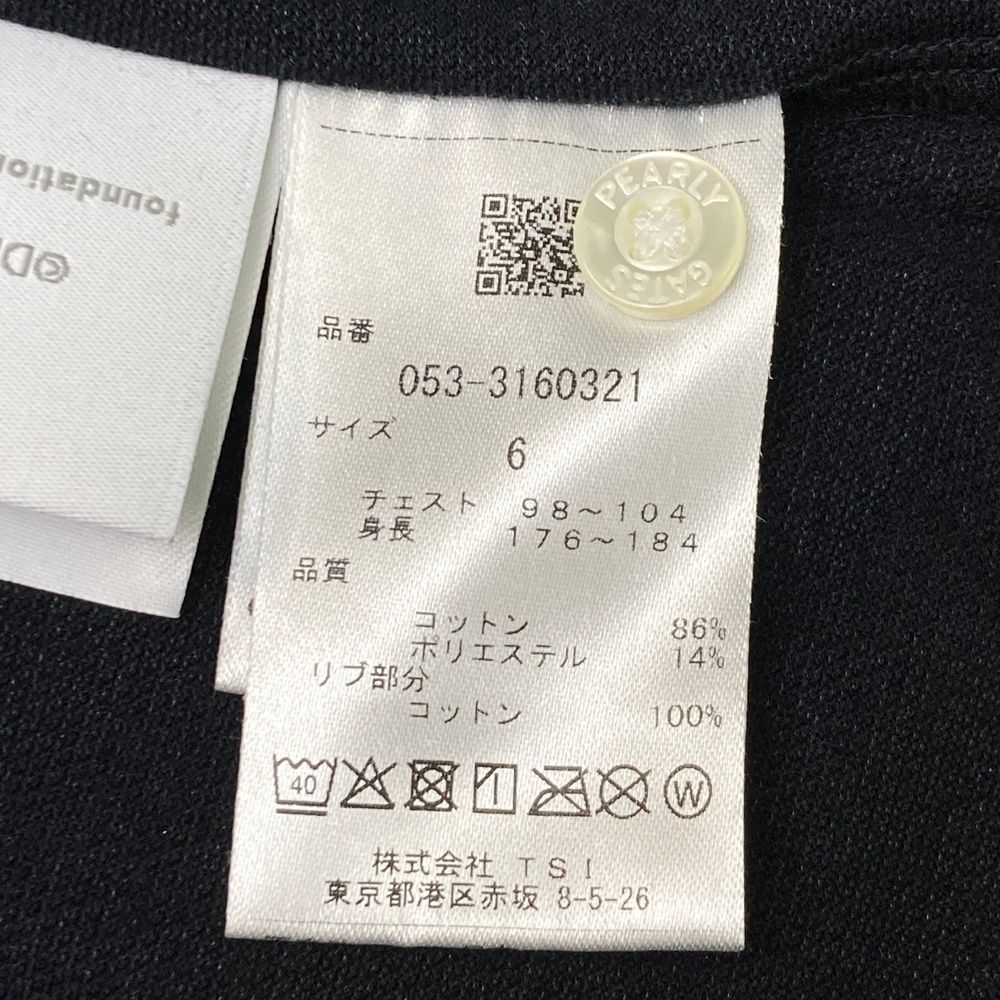 PEARLY
GATES
品番
053-3160321
サイズ
6
チェスト 98～104
身長 176～184
品質
コットン 86%
ポリエステル 14%
リブ部分
コットン 100%
40
W
株式会社 TSI
東京都港区赤坂 8-5-26
foundation